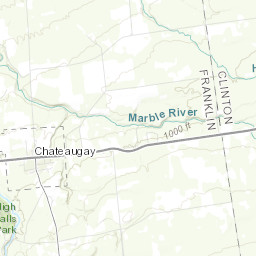 Marble River
1000 ft
CLINTON
FRANKLIN
H
Chateaugay
High
Falls
Park